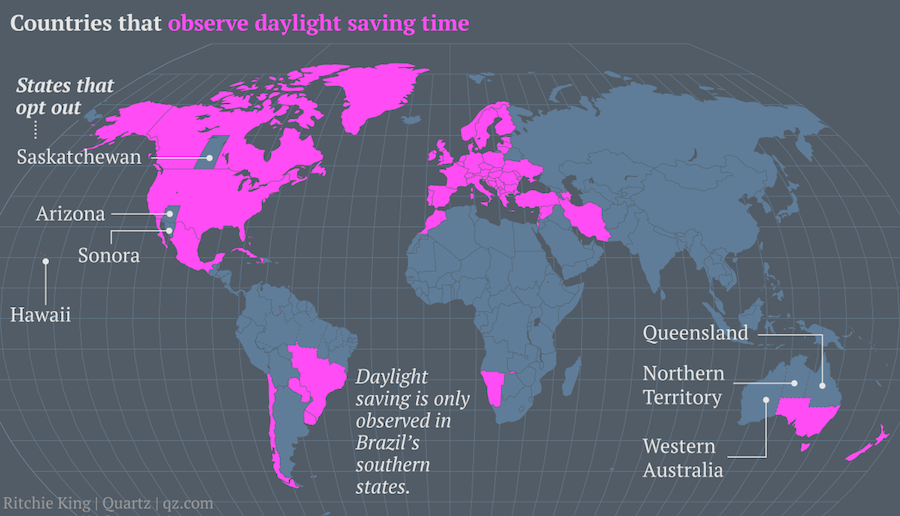 Countries that observe daylight saving time
States that
opt out
Saskatchewan
Arizona
Sonora
Hawaii
Daylight
saving is only
observed in
Brazil's
southern
states.
Queensland
Northern
Territory
Western
Australia
Ritchie King | Quartz | qz.com